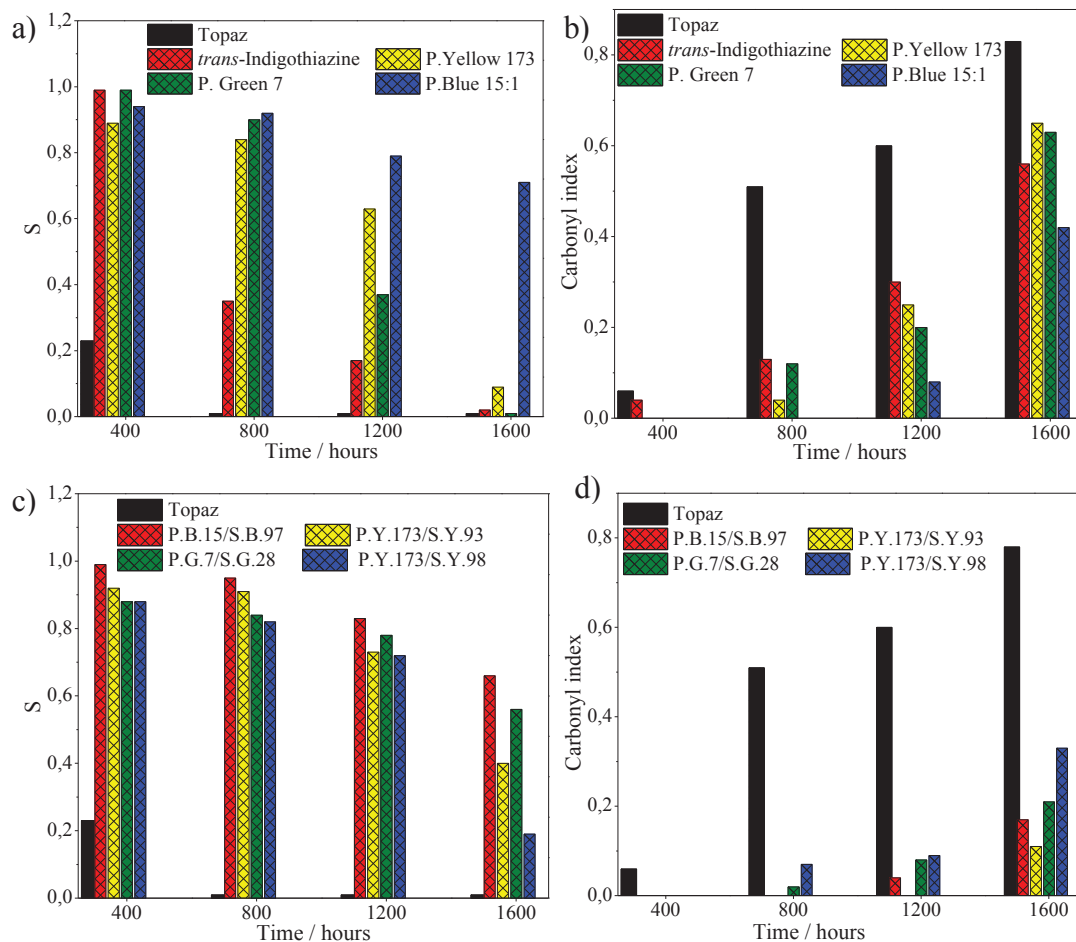 a)
1,2
1,0
0,8
0,6
0,4
0,2
0,0
S
Topaz
trans-Indigothiazine
P.Yellow 173
P. Green 7
P.Blue 15:1
400
800
1200
1600
Time / hours
b)
0,8
0,6
0,4
0,2
0,0
Carbonyl index
Topaz
trans-Indigothiazine
P.Yellow 173
P. Green 7
P.Blue 15:1
400
800
1200
1600
Time / hours
c)
1,2
1,0
0,8
0,6
0,4
0,2
0,0
S
Topaz
P.B.15/S.B.97
P.Y.173/S.Y.93
P.G.7/S.G.28
P.Y.173/S.Y.98
400
800
1200
1600
Time / hours
d)
0,8
0,6
0,4
0,2
0,0
Carbonyl index
Topaz
P.B.15/S.B.97
P.Y.173/S.Y.93
P.G.7/S.G.28
P.Y.173/S.Y.98
400
800
1200
1600
Time / hours